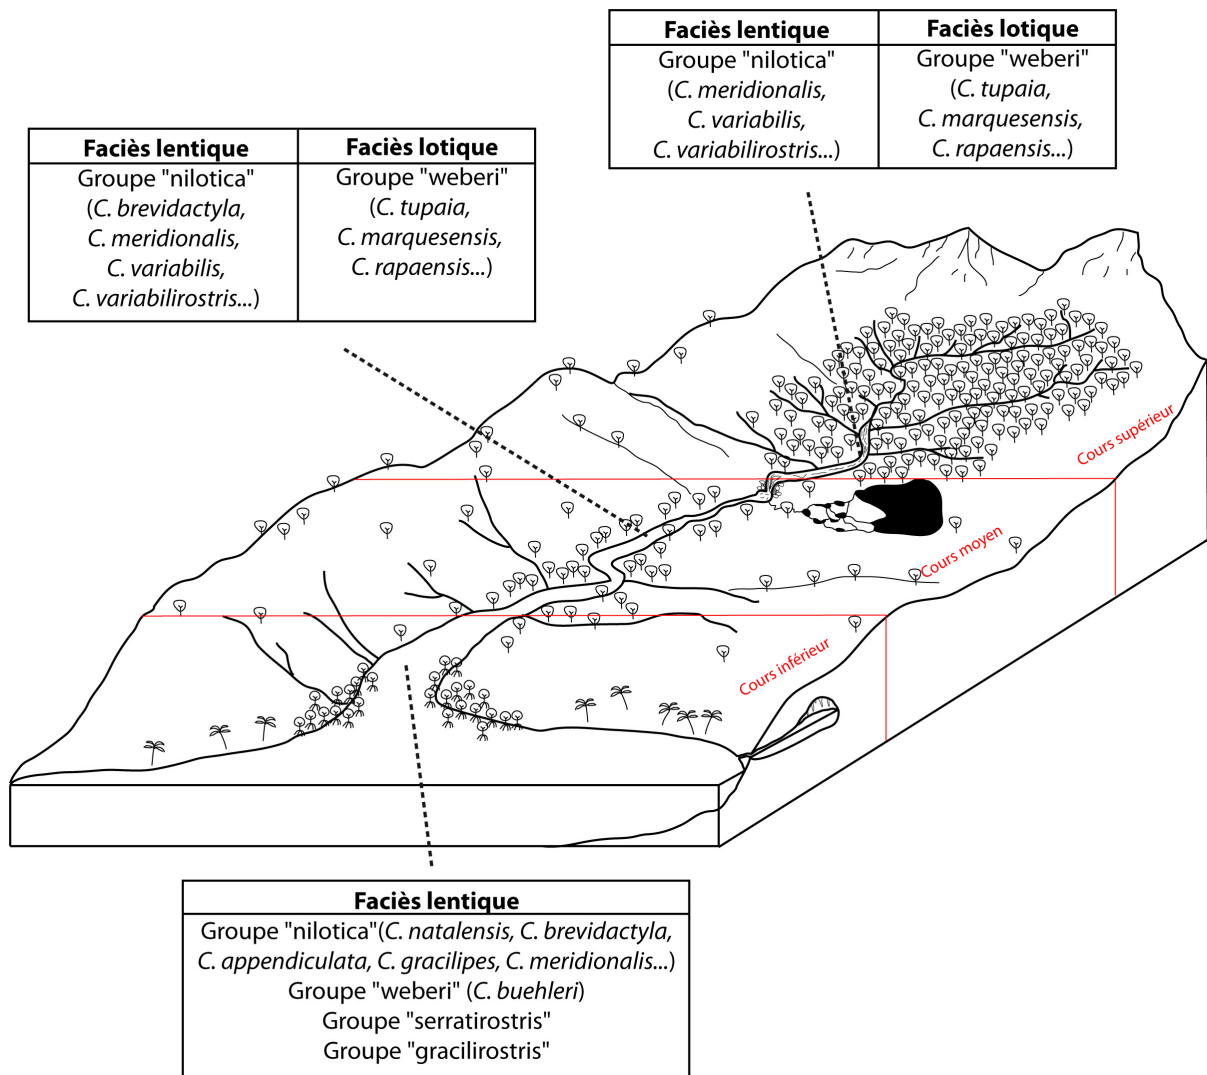 Faciès lentique
Groupe "nilotica"
(C. meridionalis,
C. variabilis,
C. variabilirostris...)
Faciès lotique
Groupe "weberi"
(C. tupaia,
C. marquesensis,
C. rapaensis...)
Faciès lentique
Groupe "nilotica"
(C. brevidactyla,
C. meridionalis,
C. variabilis,
C. variabilirostris...)
Faciès lotique
Groupe "weberi"
(C. tupaia,
C. marquesensis,
C. rapaensis...)
Cours supérieur
Cours moyen
Cours inférieur
Faciès lentique
Groupe "nilotica"(C. natalensis, C. brevidactyla,
C. appendiculata, C. gracilipes, C. meridionalis...)
Groupe "weberi" (C. buehleri)
Groupe "serratirostris"
Groupe "gracilirostris"